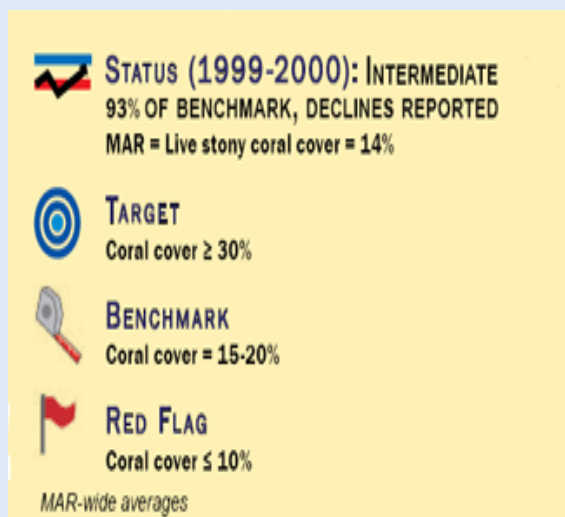 STATUS (1999-2000): INTERMEDIATE
93% OF BENCHMARK, DECLINES REPORTED
MAR = Live stony coral cover = 14%
TARGET
Coral cover ≥ 30%
BENCHMARK
Coral cover = 15-20%
RED FLAG
Coral cover ≤ 10%
MAR-wide averages